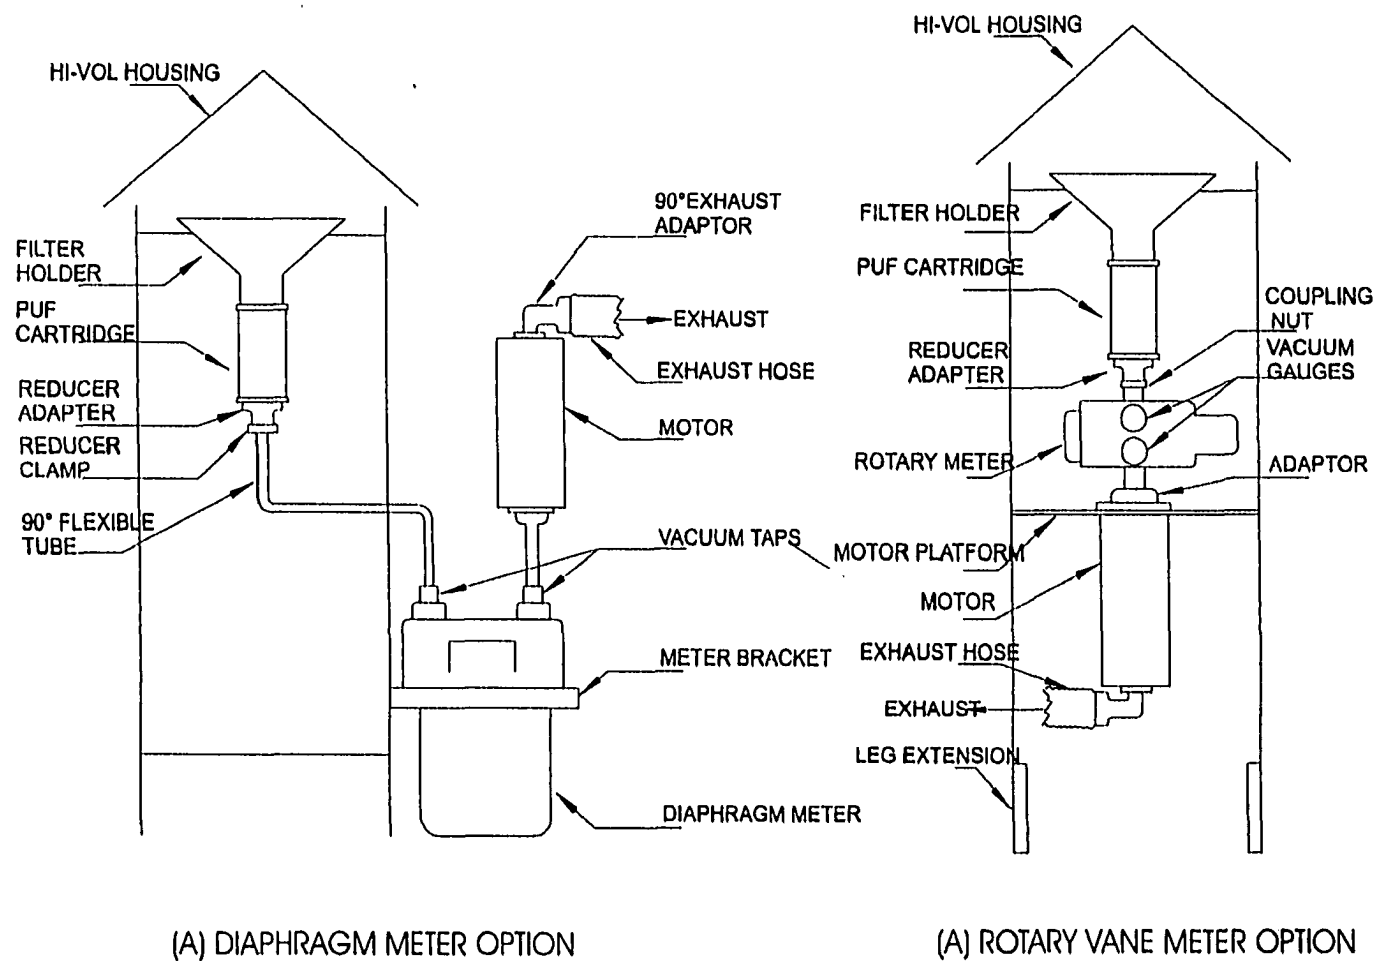 HI-VOL HOUSING
FILTER
HOLDER
PUF
CARTRIDGE
REDUCER
ADAPTER
REDUCER
CLAMP
90° FLEXIBLE
TUBE
90°EXHAUST
ADAPTOR
EXHAUST
EXHAUST HOSE
MOTOR
VACUUM TAPS
METER BRACKET
DIAPHRAGM METER
(A) DIAPHRAGM METER OPTION
HI-VOL HOUSING
FILTER HOLDER
PUF CARTRIDGE
COUPLING
NUT
REDUCER
ADAPTER
VACUUM
GAUGES
ROTARY METER
ADAPTOR
MOTOR PLATFORM
MOTOR
EXHAUST HOSE
EXHAUST
LEG EXTENSION
(A) ROTARY VANE METER OPTION